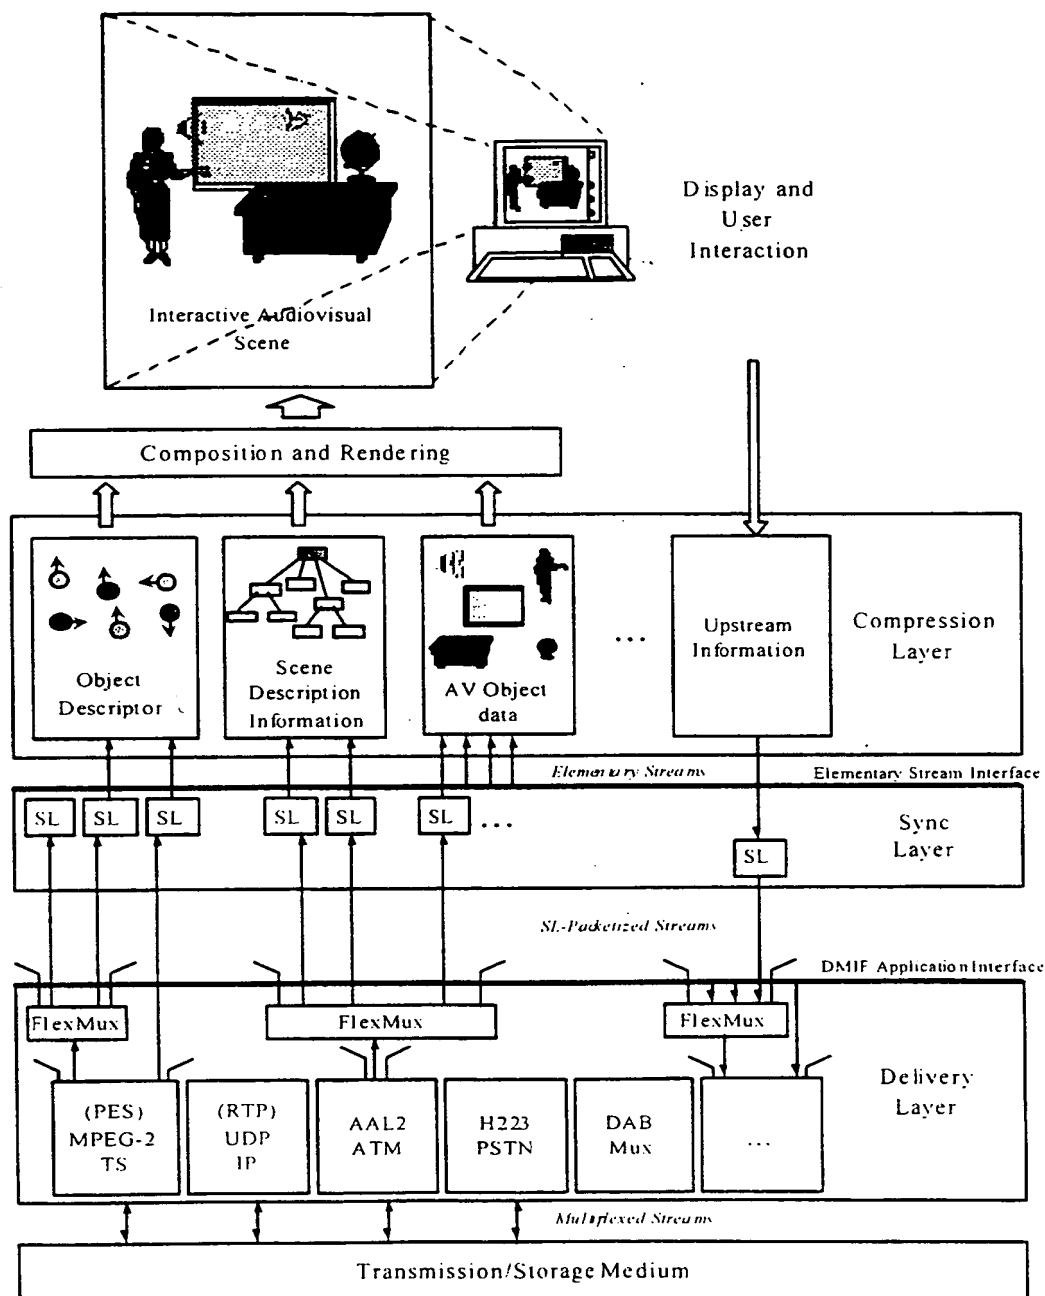 Display and
User
Interaction
Interactive Audiovisual
Scene
Composition and Rendering
Object
Descriptor
Scene
Description
Information
AV Object
data
...
Upstream
Information
Compression
Layer
Elementary Streams
Elementary Stream Interface
SL
SL
SL
SL
SL
SL
...
SL
Sync
Layer
SL-Packetized Streams
DMIF Application Interface
FlexMux
FlexMux
FlexMux
(PES)
MPEG-2
TS
(RTP)
UDP
IP
AAL2
ATM
H223
PSTN
DAB
Mux
...
Delivery
Layer
Multiplexed Streams
Transmission/Storage Medium